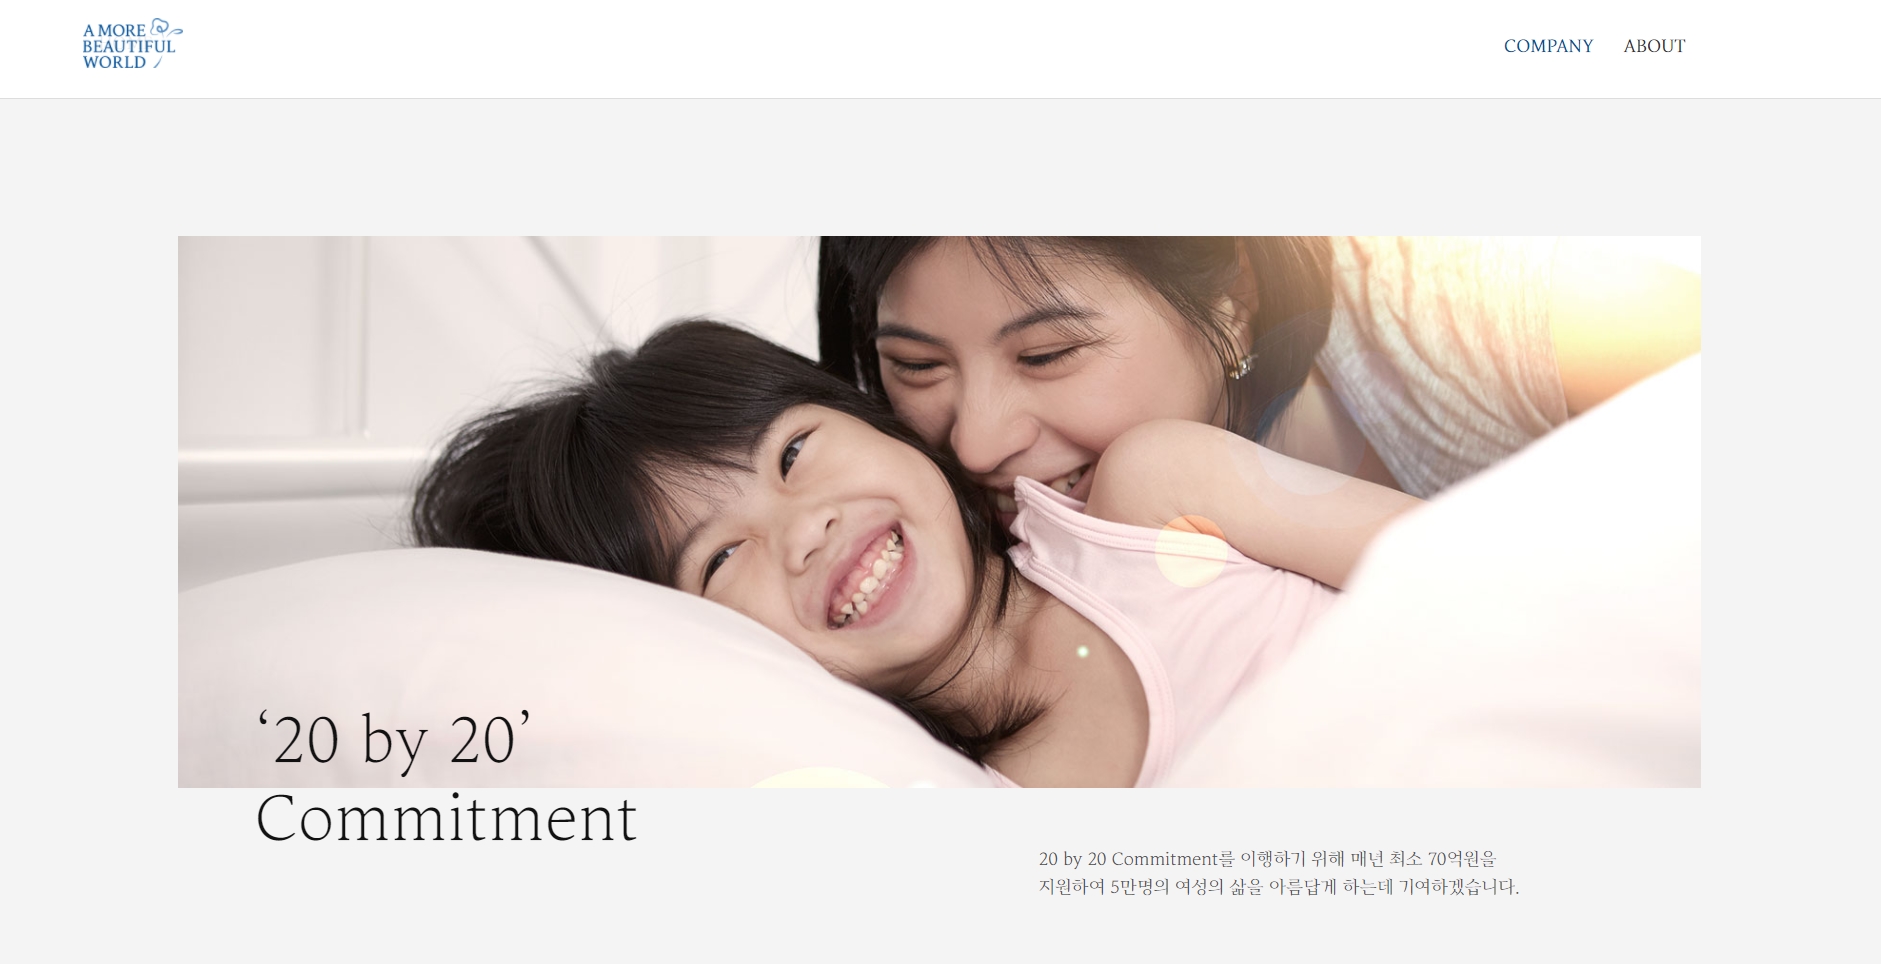 A MORE
BEAUTIFUL
WORLD
COMPANY ABOUT
‘20 by 20’
Commitment
20 by 20 Commitment를 이행하기 위해 매년 최소 70억원을
지원하여 5만명의 여성의 삶을 아름답게 하는데 기여하겠습니다.